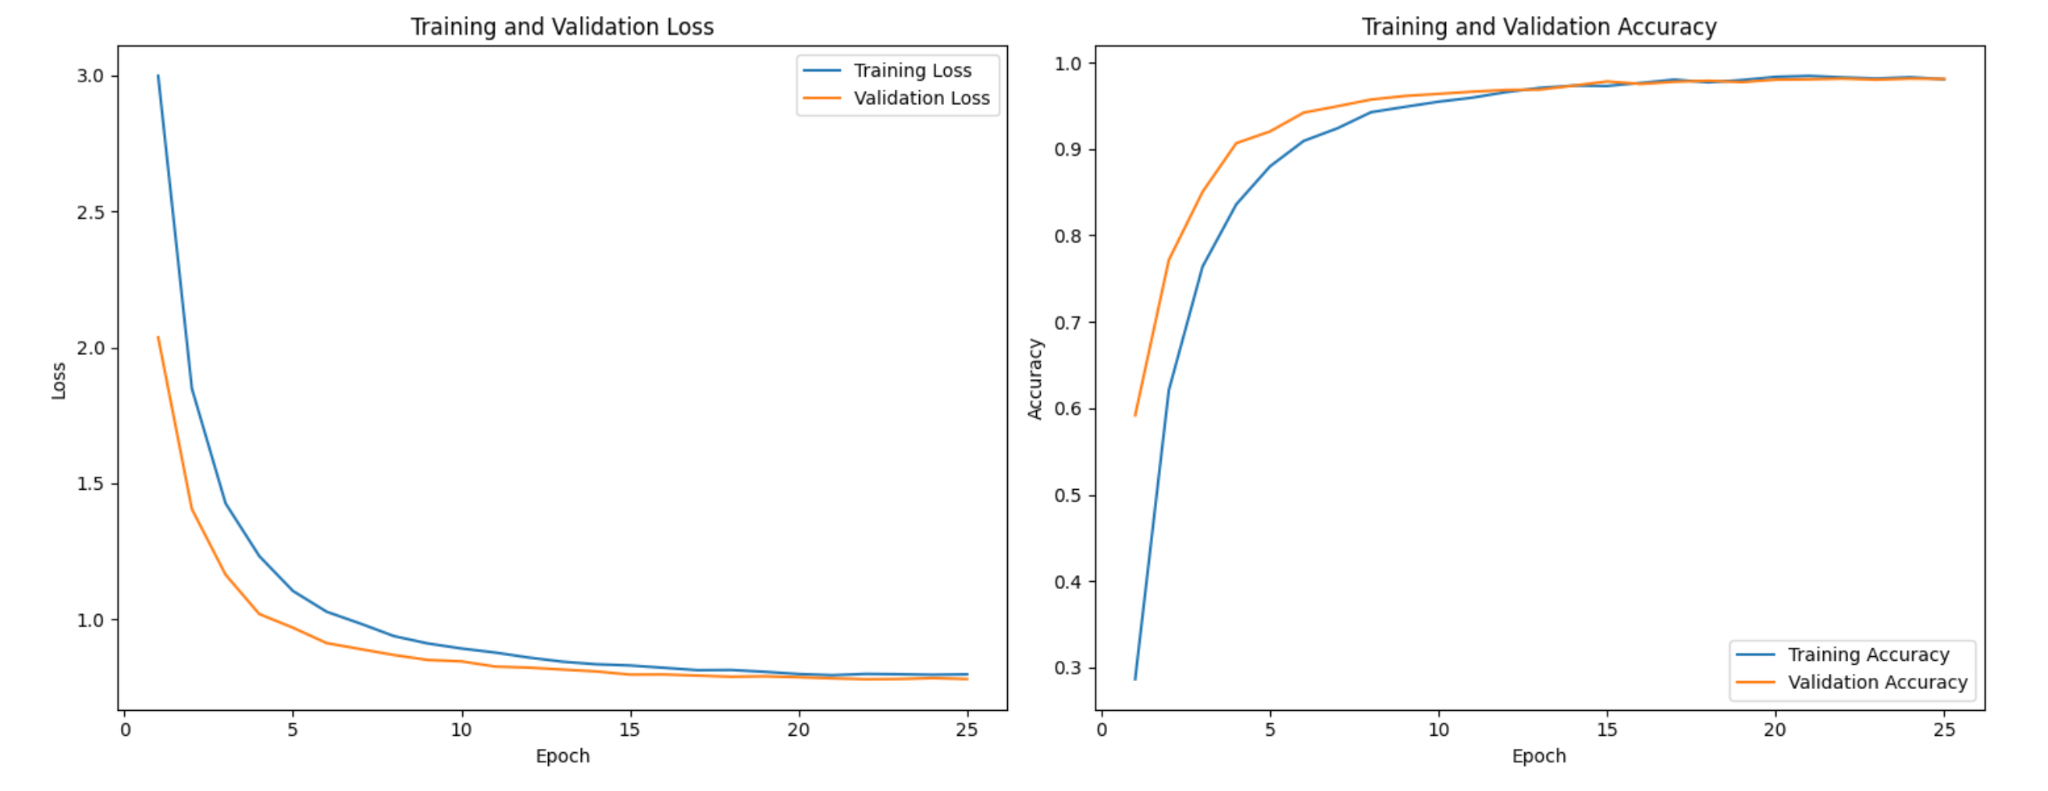 Training and Validation Loss
Training Loss
Validation Loss
3.0
2.5
2.0
1.5
1.0
Loss
0 5 10 15 20 25
Epoch
Training and Validation Accuracy
1.0
0.9
0.8
0.7
0.6
0.5
0.4
0.3
Accuracy
Training Accuracy
Validation Accuracy
0 5 10 15 20 25
Epoch